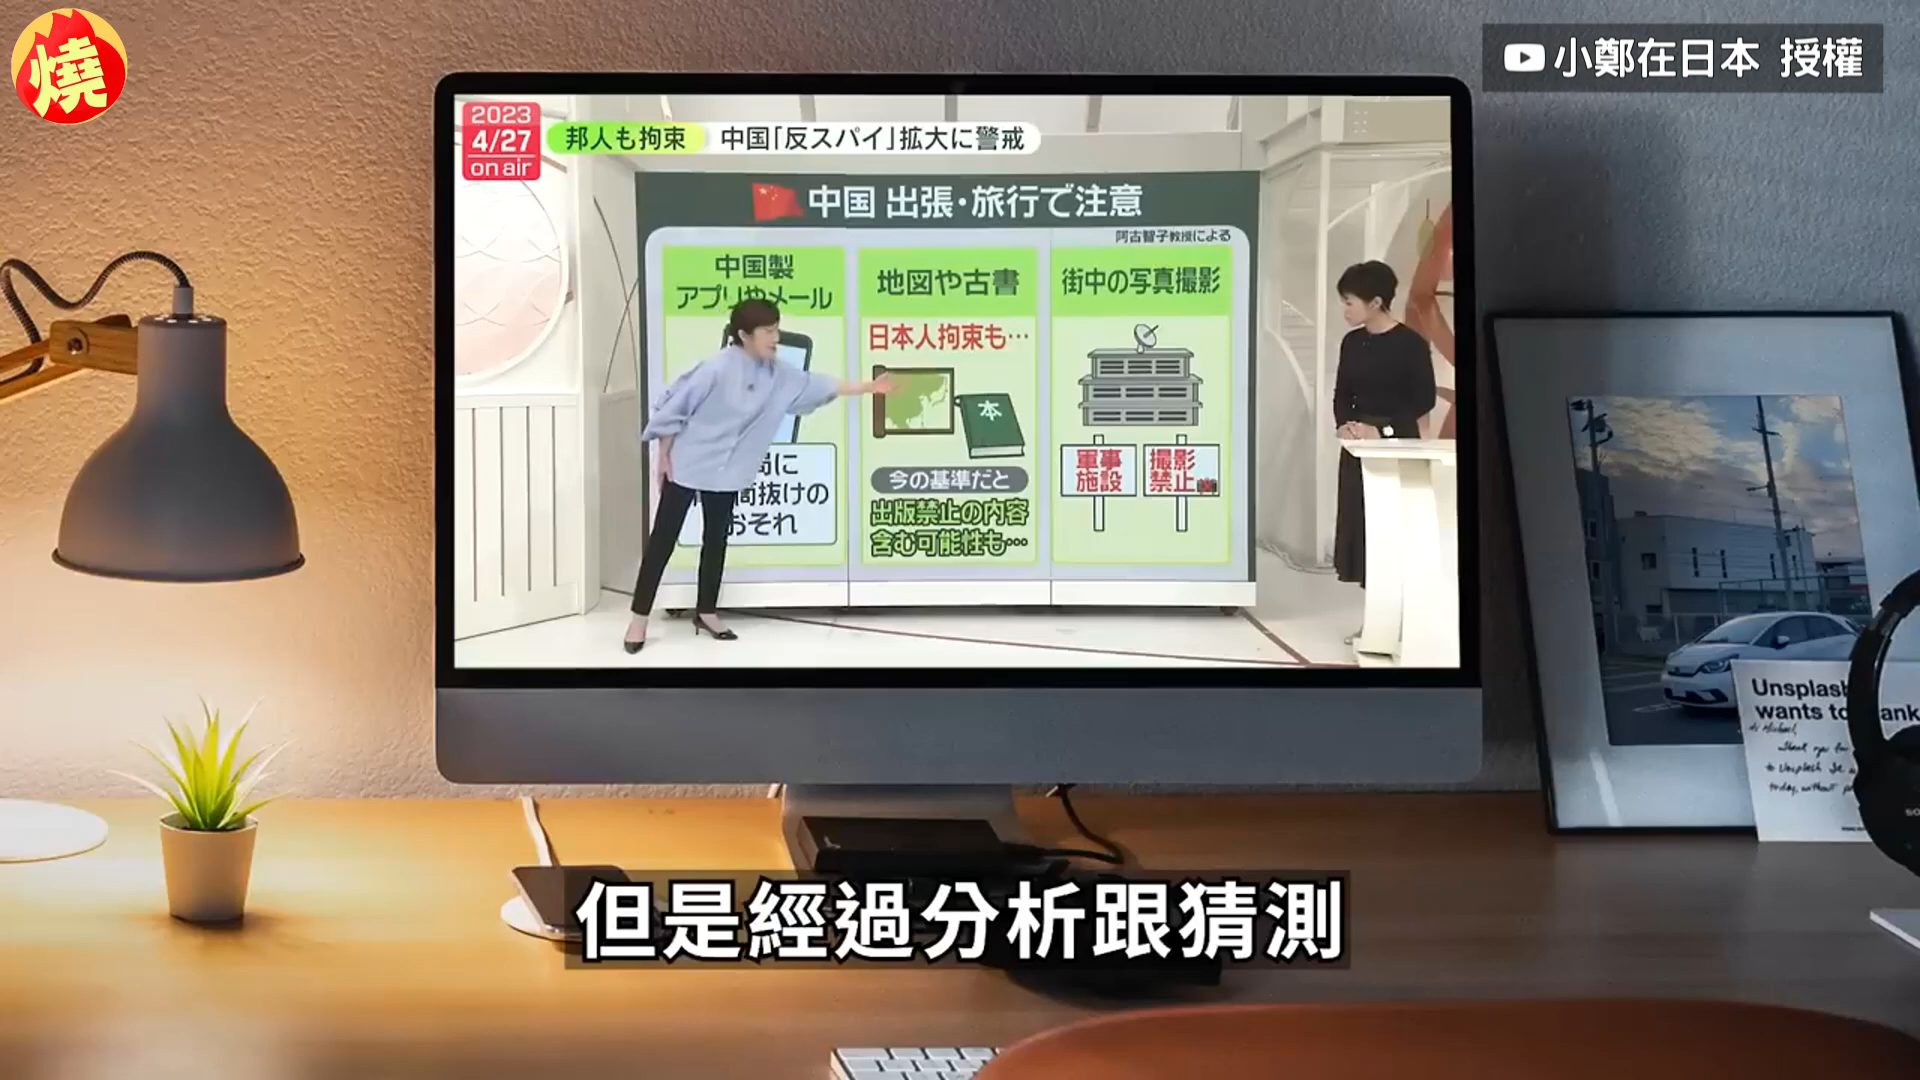 燒
小鄭在日本 授權
2023
4/27
on air
邦人も拘束
中国「反スパイ」拡大に警戒
中国 出張・旅行で注意
阿古智子教授による
中国製
アプリやメール
おそれ
地図や古書
日本人拘束も…
本
今の基準だと
出版禁止の内容
含む可能性も…
街中の写真撮影
軍事
施設
撮影
禁止
Unsplash
wants to
但是經過分析跟猜測